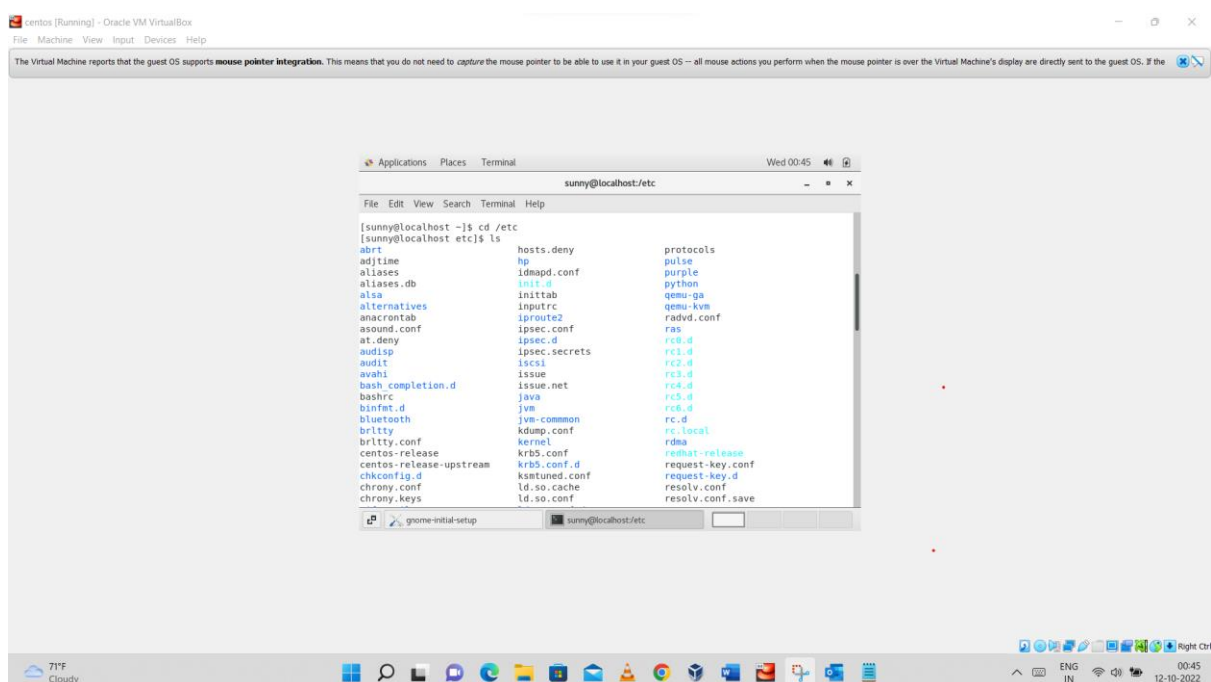 centos [Running] - Oracle VM VirtualBox
File Machine View Input Devices Help
The Virtual Machine reports that the guest OS supports mouse pointer integration. This means that you do not need to capture the mouse pointer to be able to use it in your guest OS -- all mouse actions you perform when the mouse pointer is over the Virtual Machine's display are directly sent to the guest OS. If the
Applications Places Terminal Wed 00:45
sunny@localhost:/etc
File Edit View Search Terminal Help
[sunny@localhost ~]$ cd /etc
[sunny@localhost etc]$ ls
abrt hosts.deny protocols
adjtime hp pulse
aliases idmapd.conf purple
aliases.db init.d python
alsa inittab qemu-ga
alternatives inputrc qemu-kvm
anacrontab iproute2 radvd.conf
asound.conf ipsec.conf ras
at.deny ipsec.d rc0.d
audisp ipsec.secrets rc1.d
audit iscsi rc2.d
avahi issue rc3.d
bash_completion.d issue.net rc4.d
bashrc java rc5.d
binfmt.d jvm rc6.d
bluetooth jvm-commmon rc.d
brltty kdump.conf rc.local
brltty.conf kernel rdma
centos-release krb5.conf redhat-release
centos-release-upstream krb5.conf.d request-key.conf
chkconfig.d ksmtuned.conf request-key.d
chrony.conf ld.so.cache resolv.conf
chrony.keys ld.so.conf resolv.conf.save
gnome-initial-setup sunny@localhost:/etc
Right Ctrl
71°F
Cloudy
ENG
IN
00:45
12-10-2022